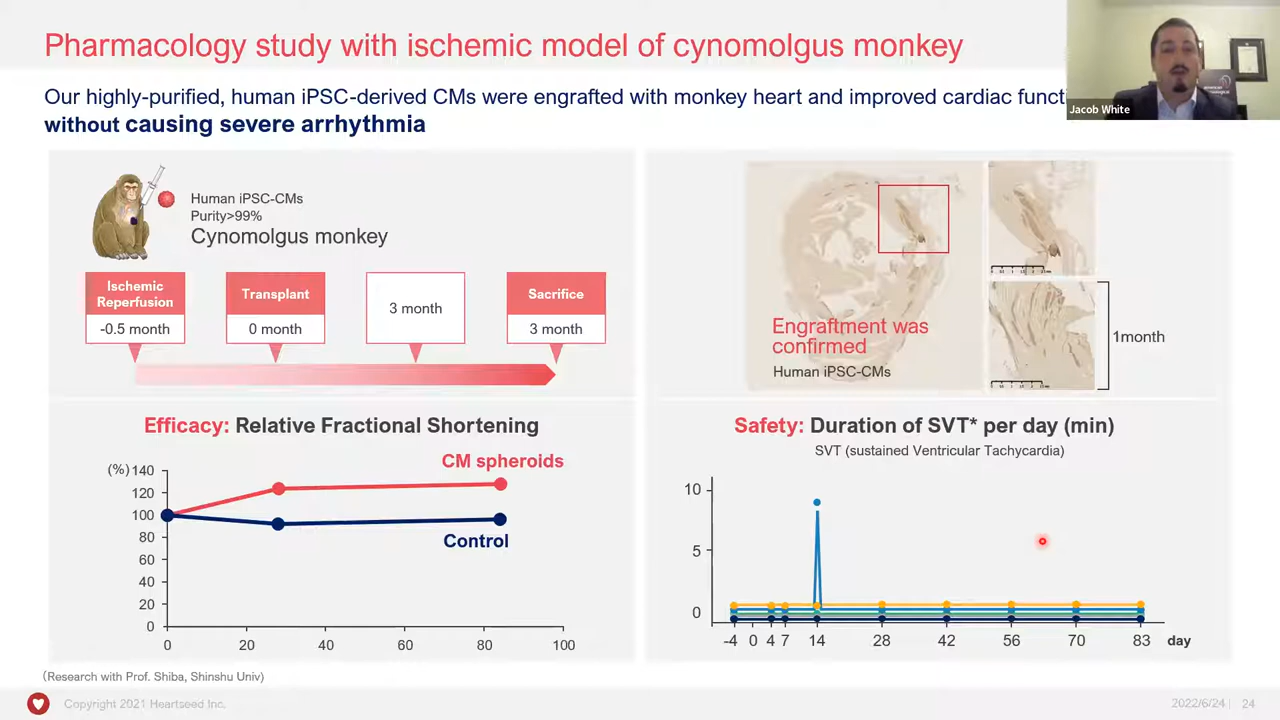 Pharmacology study with ischemic model of cynomolgus monkey
Our highly-purified, human iPSC-derived CMs were engrafted with monkey heart and improved cardiac functi
without causing severe arrhythmia
Jacob White
Human iPSC-CMs
Purity>99%
Cynomolgus monkey
Ischemic
Reperfusion
-0.5 month
Transplant
0 month
3 month
Sacrifice
3 month
Engraftment was
confirmed
Human iPSC-CMs
1month
Efficacy: Relative Fractional Shortening
(%)
140
120
100
80
60
40
20
0
0 20 40 60 80 100
CM spheroids
Control
Safety: Duration of SVT* per day (min)
SVT (sustained Ventricular Tachycardia)
10
5
0
-4 0 4 7 14 28 42 56 70 83 day
(Research with Prof. Shiba, Shinshu Univ)
Copyright 2021 Heartseed Inc.
2022/6/24 | 24